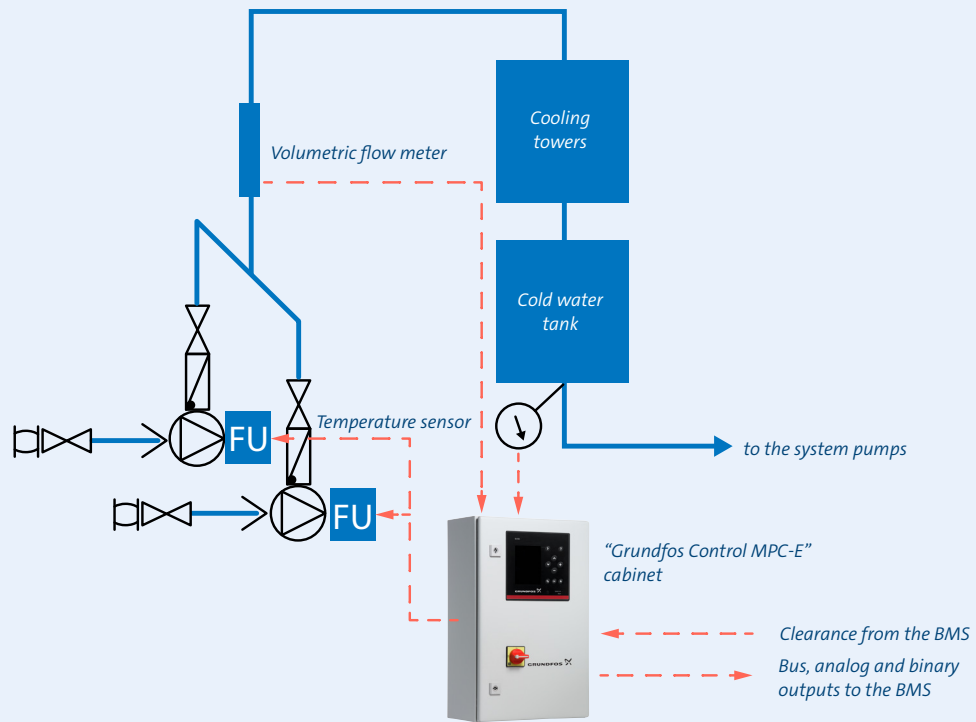 Cooling
towers
Volumetric flow meter
Cold water
tank
Temperature sensor
FU
to the system pumps
FU
“Grundfos Control MPC-E”
cabinet
GRUNDFOS
GRUNDFOS
Clearance from the BMS
Bus, analog and binary
outputs to the BMS